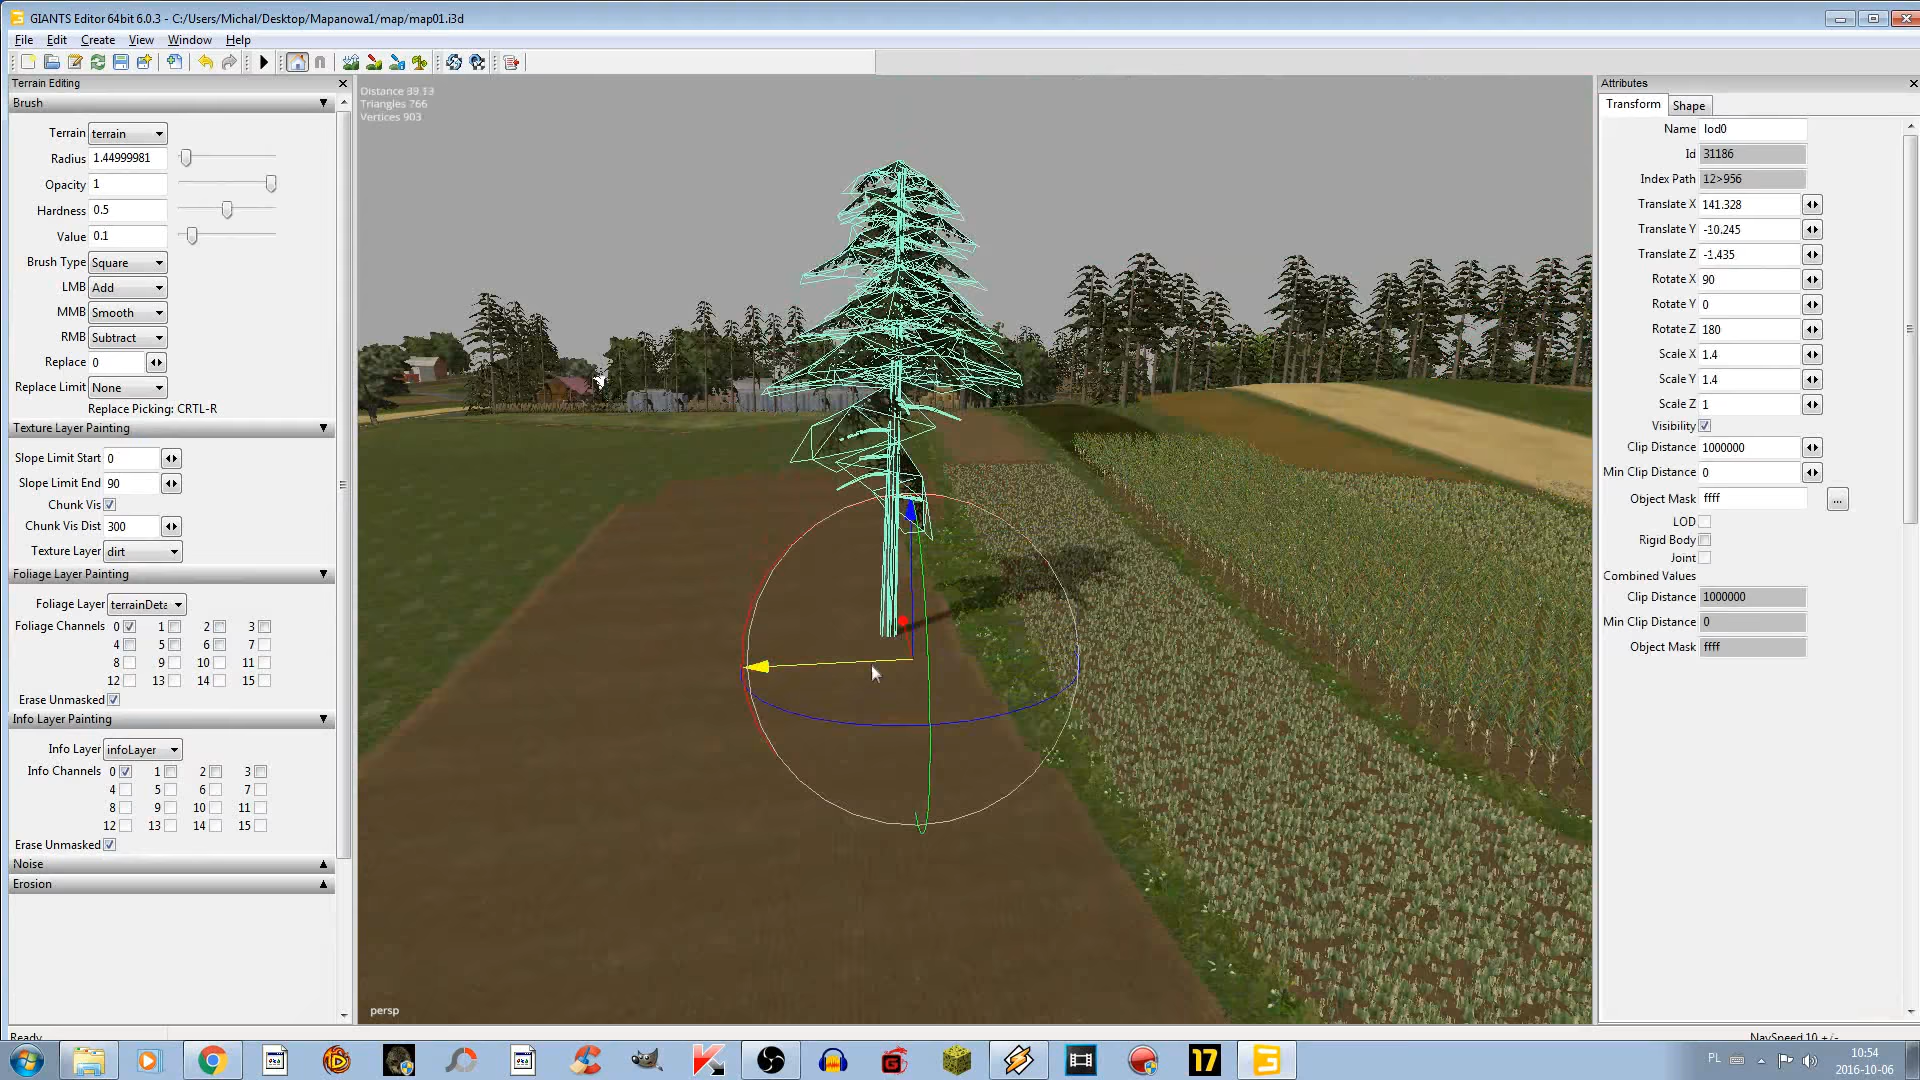 GIANTS Editor 64bit 6.0.3 - C:/Users/Michal/Desktop/Mapanowa1/map/map01.i3d
File Edit Create View Window Help
Terrain Editing
Brush
Terrain terrain
Radius 1.44999981
Opacity 1
Hardness 0.5
Value 0.1
Brush Type Square
LMB Add
MMB Smooth
RMB Subtract
Replace 0
Replace Limit None
Replace Picking: CRTL-R
Texture Layer Painting
Slope Limit Start 0
Slope Limit End 90
Chunk Vis
Chunk Vis Dist 300
Texture Layer dirt
Foliage Layer Painting
Foliage Layer terrainDeta
Foliage Channels 0 1 2 3
4 5 6 7
8 9 10 11
12 13 14 15
Erase Unmasked
Info Layer Painting
Info Layer infoLayer
Info Channels 0 1 2 3
4 5 6 7
8 9 10 11
12 13 14 15
Erase Unmasked
Noise
Erosion
Ready
Distance 39.13
Triangles 766
Vertices 903
persp
Attributes
Transform Shape
Name lod0
Id 31186
Index Path 12>956
Translate X 141.328
Translate Y -10.245
Translate Z -1.435
Rotate X 90
Rotate Y 0
Rotate Z 180
Scale X 1.4
Scale Y 1.4
Scale Z 1
Visibility
Clip Distance 1000000
Min Clip Distance 0
Object Mask ffff ...
LOD
Rigid Body
Joint
Combined Values
Clip Distance 1000000
Min Clip Distance 0
Object Mask ffff
NavSpeed 10 +/-
17
PL
10:54
2016-10-06